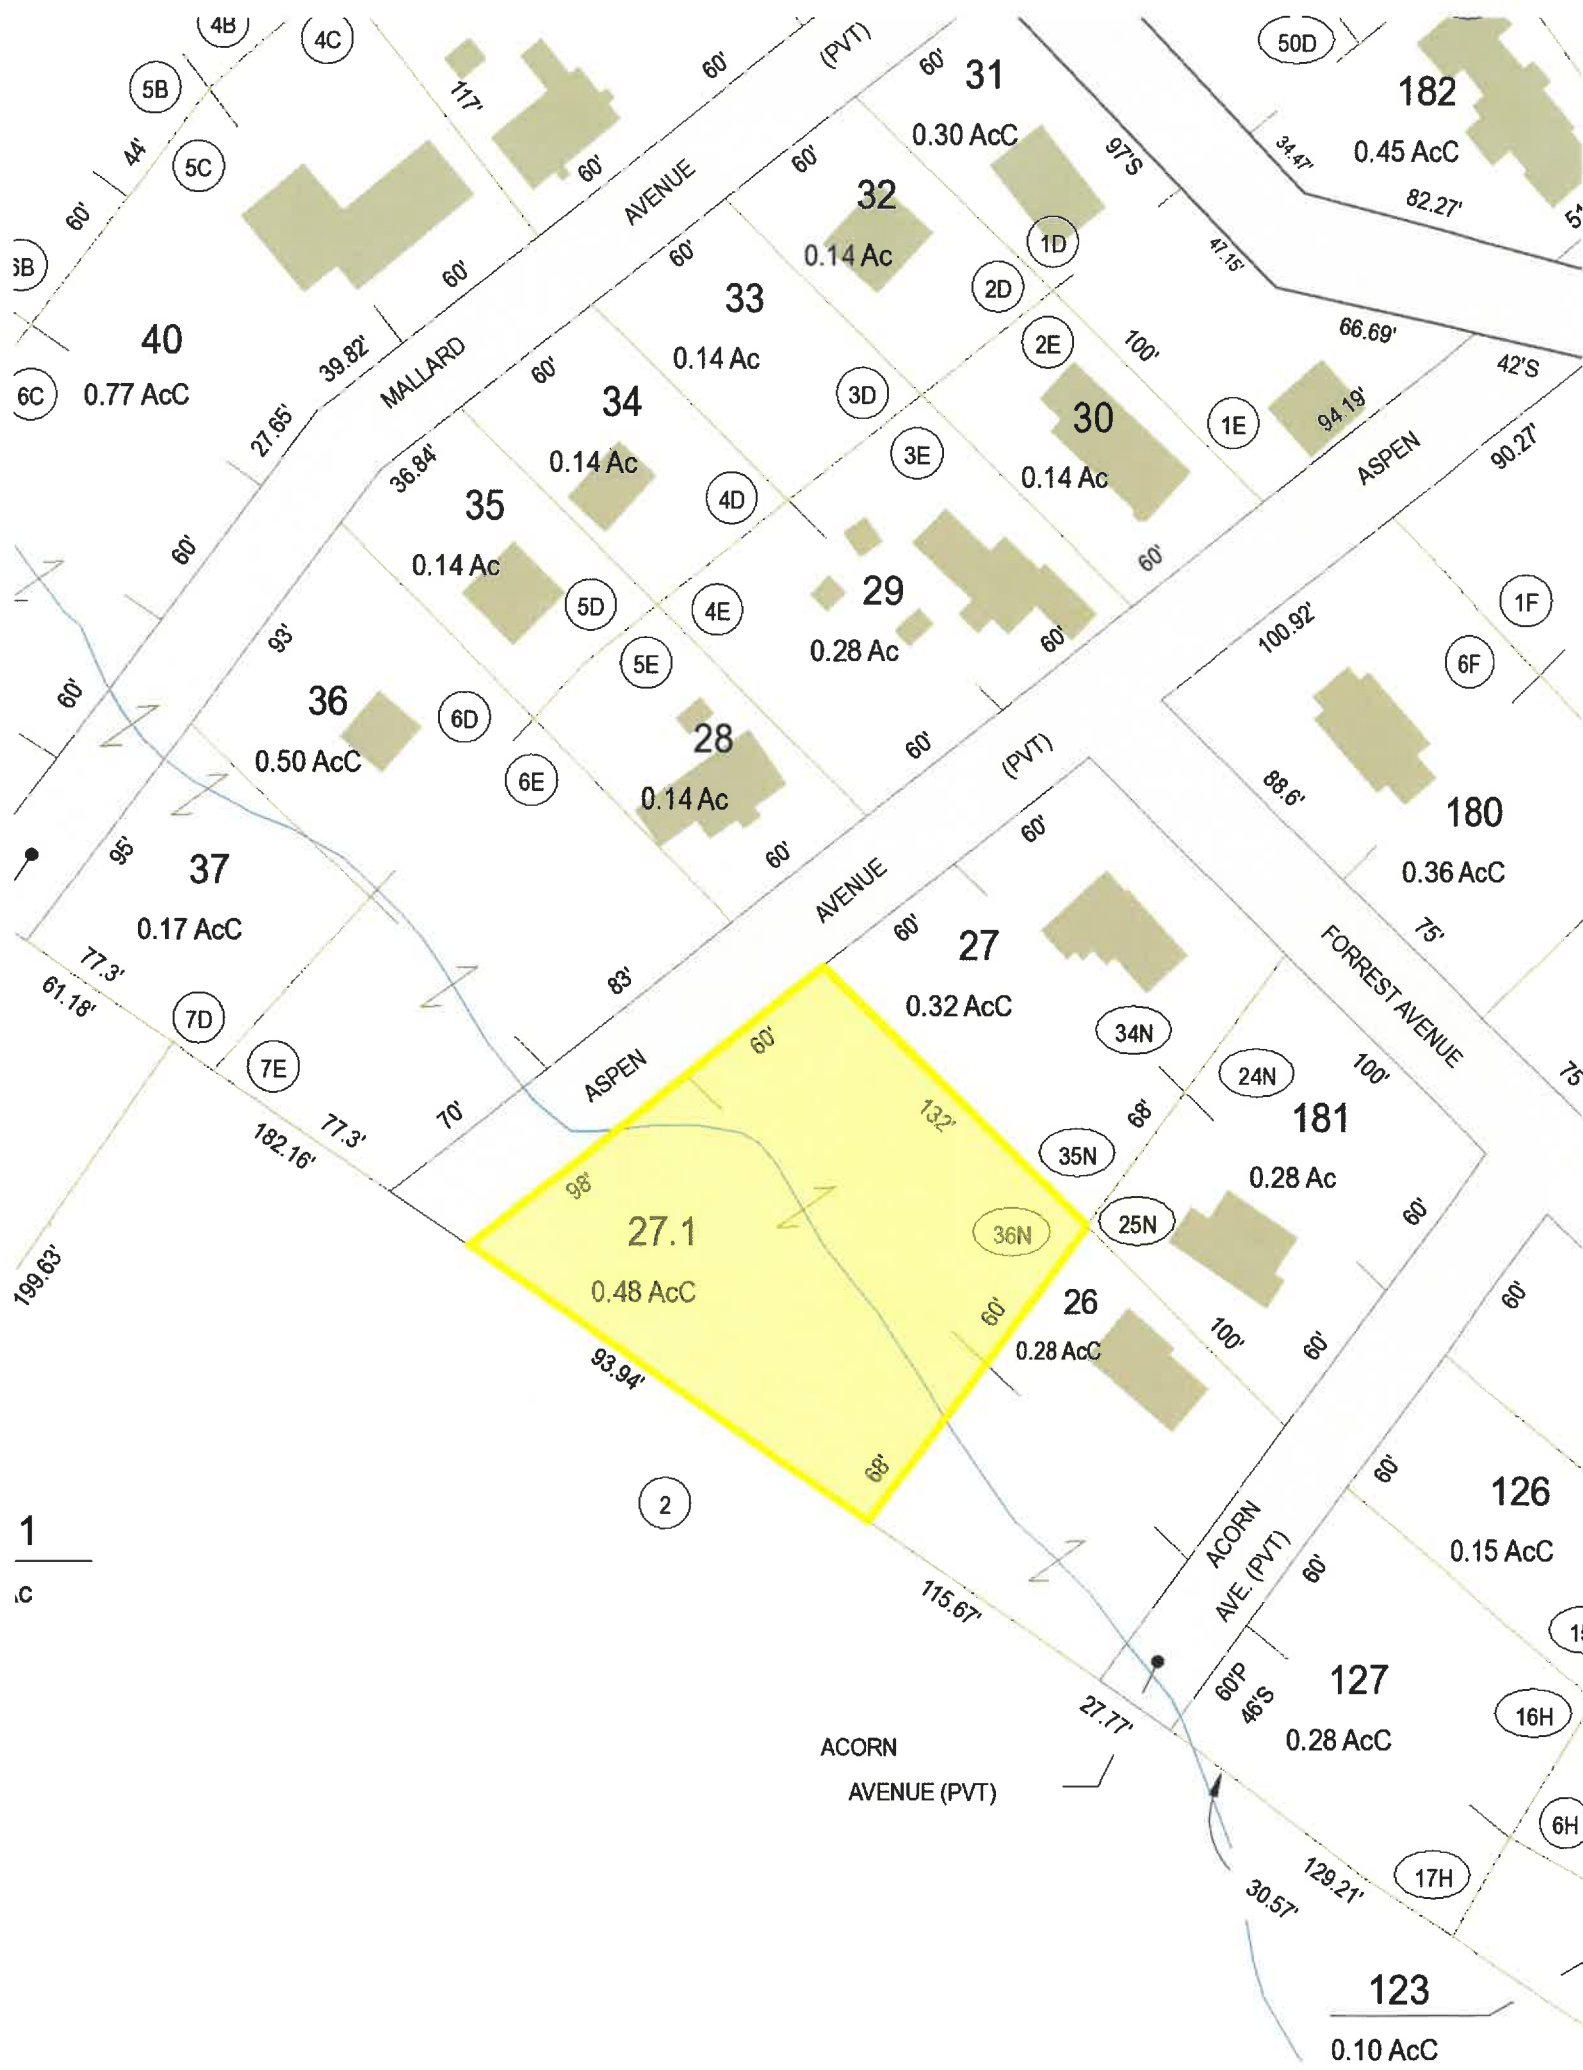 4B
4C
(PVT)
60'
60'
50D
31
182
5B
117'
0.30 AcC
97'S
34.47'
0.45 AcC
44'
5C
60'
60'
32
82.27'
51
60'
AVENUE
0.14 Ac
1D
47.15'
6B
60'
60'
33
2D
2E
100'
66.69'
42'S
40
39.82'
MALLARD
60'
0.14 Ac
6C
0.77 AcC
34
3D
30
1E
94.19'
27.65'
36.84'
0.14 Ac
3E
0.14 Ac
ASPEN
90.27'
35
4D
60'
0.14 Ac
60'
5D
4E
29
0.28 Ac
60'
100.92'
1F
93'
5E
6F
60'
36
6D
28
60'
(PVT)
0.50 AcC
6E
0.14 Ac
88.6'
180
95'
60'
60'
0.36 AcC
37
AVENUE
0.17 AcC
60'
27
75'
FORREST AVENUE
77.3'
61.18'
83'
0.32 AcC
7D
60'
34N
7E
ASPEN
24N
100'
75
70'
132'
68'
181
77.3'
182.16'
35N
0.28 Ac
98'
27.1
36N
25N
60'
199.63'
0.48 AcC
60'
26
60'
0.28 AcC
100'
60'
93.94'
68'
60'
126
2
1
0.15 AcC
AC
ACORN
AVE. (PVT)
60'
115.67'
15
60'P
46'S
127
27.77'
16H
0.28 AcC
ACORN
AVENUE (PVT)
6H
129.21'
17H
30.57'
123
0.10 AcC